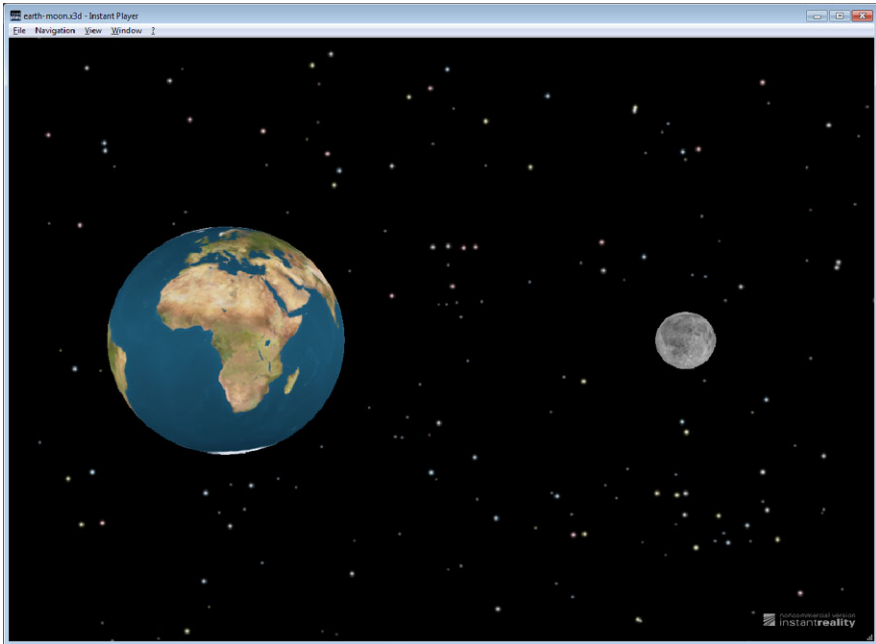 earth-moon.x3d - Instant Player
File Navigation View Window ?
noncommercial version
instantreality